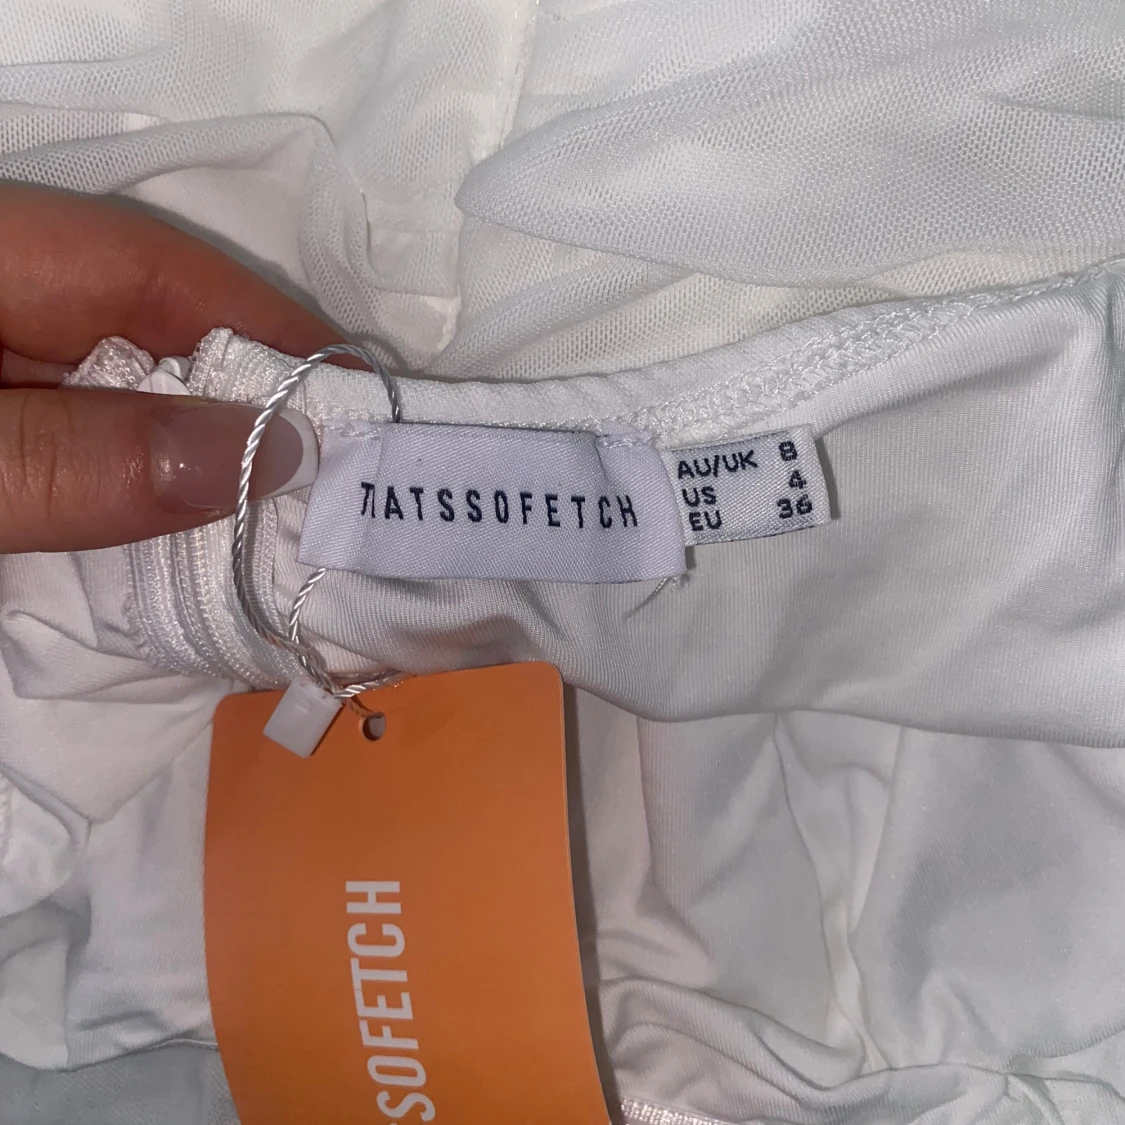 THATSSOFETCH
AU/UK 8
US 4
EU 36
SOFETCH